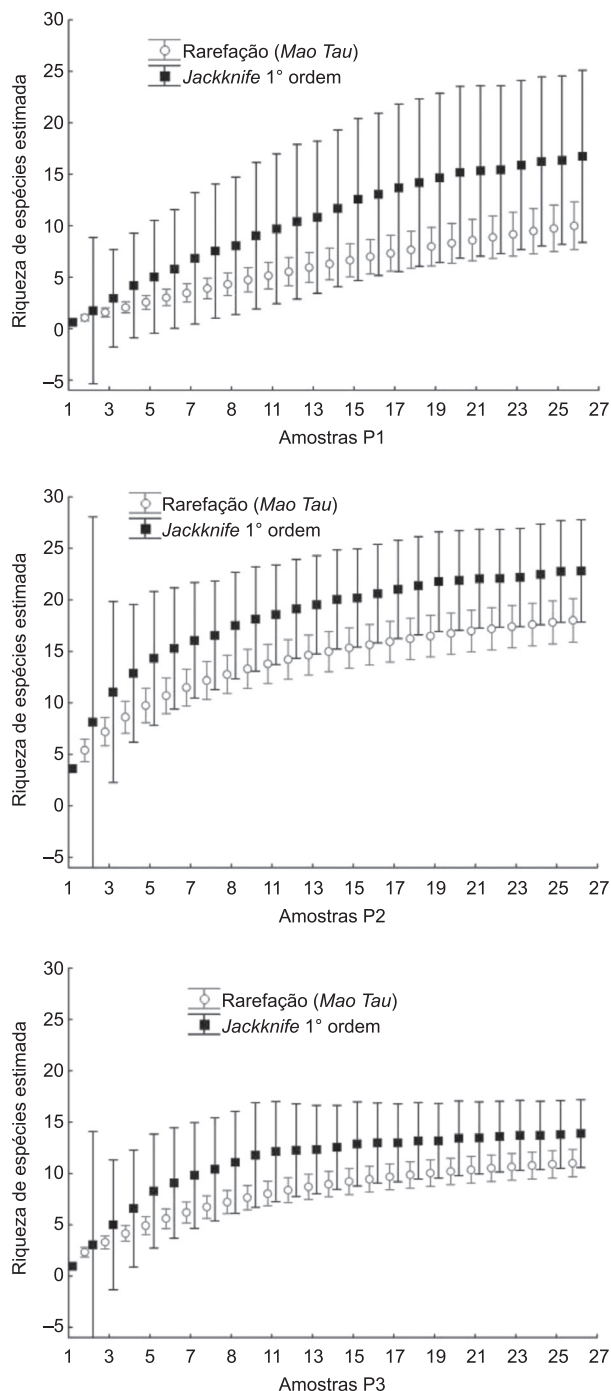 30
25
20
15
10
5
0
–5
Riqueza de espécies estimada
Rarefação (Mao Tau)
Jackknife 1° ordem
1 3 5 7 8 9 11 13 15 17 19 21 23 25 27
Amostras P1
30
25
20
15
10
5
0
–5
Riqueza de espécies estimada
Rarefação (Mao Tau)
Jackknife 1° ordem
1 3 5 7 8 9 11 13 15 17 19 21 23 25 27
Amostras P2
30
25
20
15
10
5
0
–5
Riqueza de espécies estimada
Rarefação (Mao Tau)
Jackknife 1° ordem
1 3 5 7 8 9 11 13 15 17 19 21 23 25 27
Amostras P3